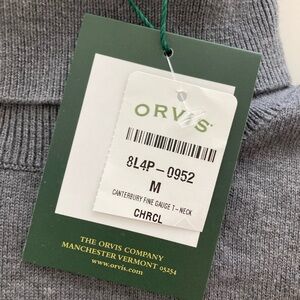 ORVIS
8L4P-0952
M
CANTERBURY FINE GAUGE T-NECK
CHRCL
THE ORVIS COMPANY
MANCHESTER VERMONT 05254
www.orvis.com